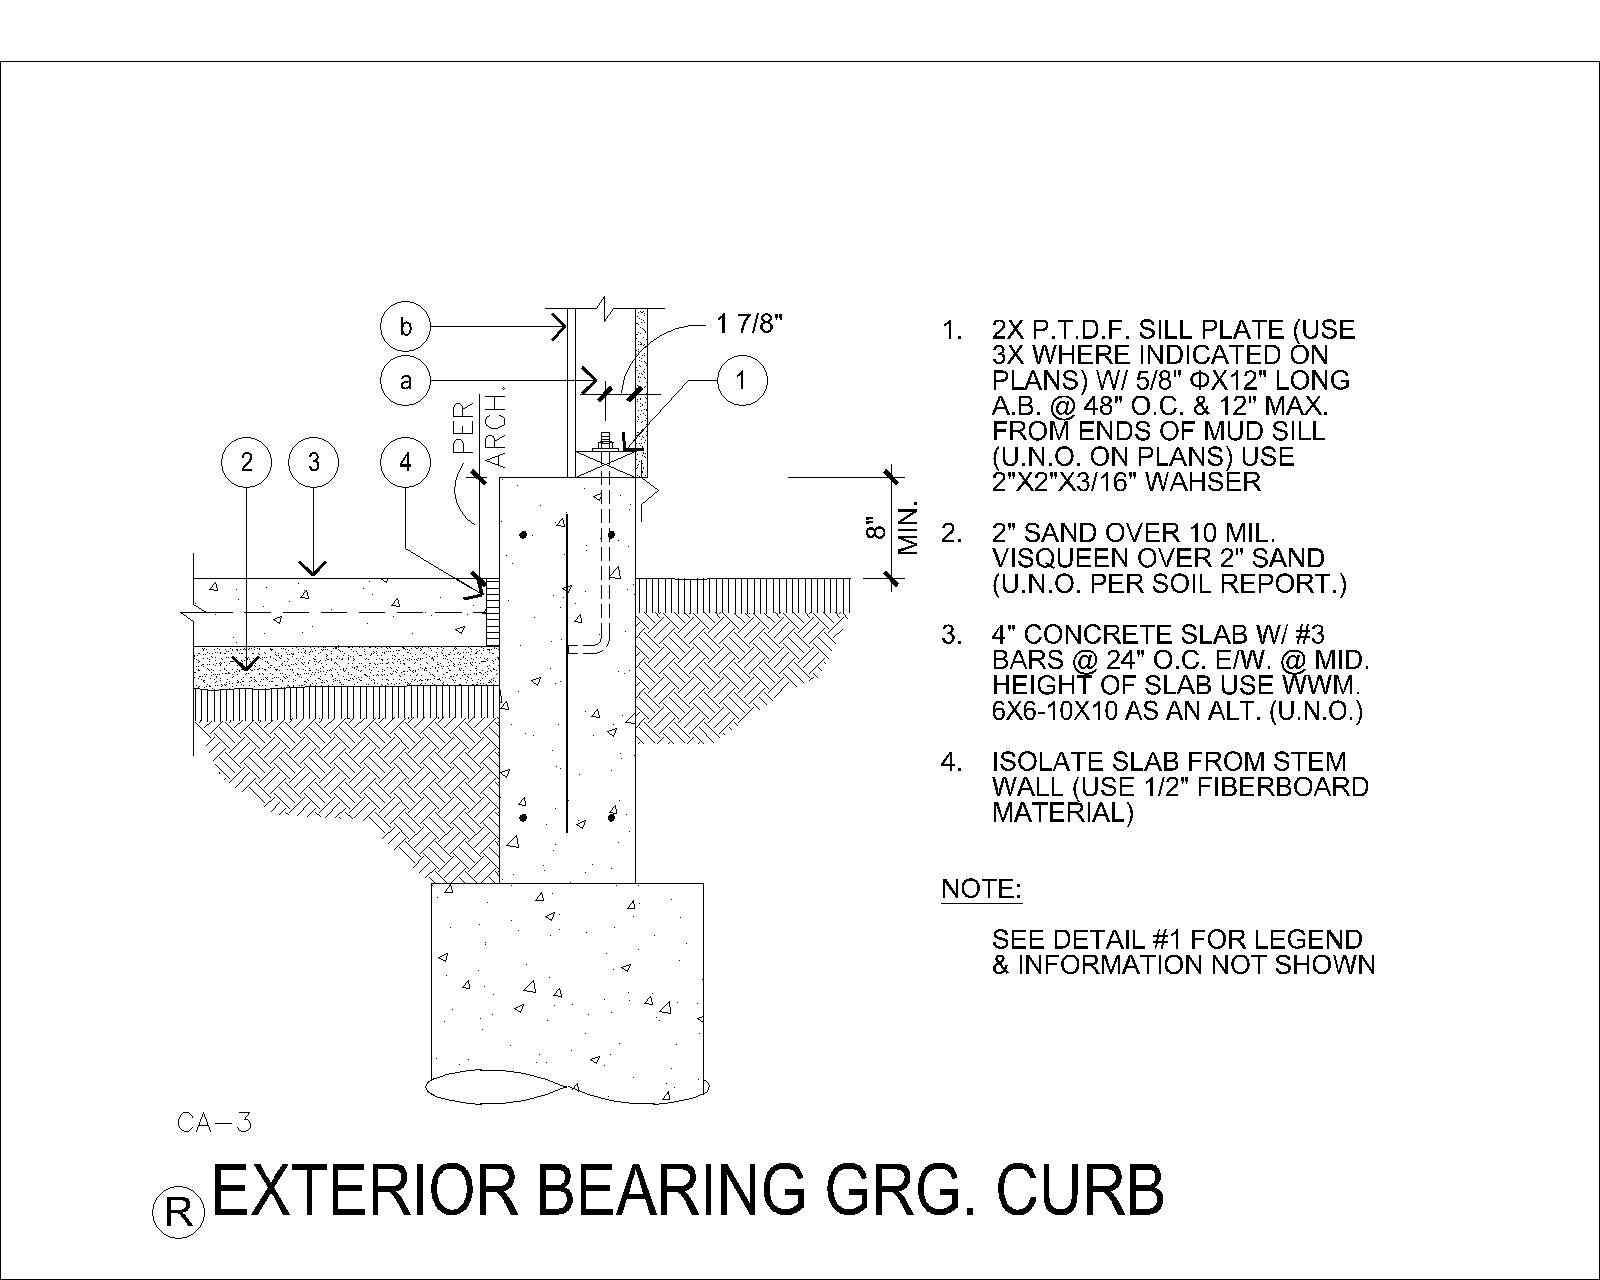 b
1 7/8"
a
1
PER
ARCH.
2
3
4
8"
MIN.
1. 2X P.T.D.F. SILL PLATE (USE
3X WHERE INDICATED ON
PLANS) W/ 5/8" ΦX12" LONG
A.B. @ 48" O.C. & 12" MAX.
FROM ENDS OF MUD SILL
(U.N.O. ON PLANS) USE
2"X2"X3/16" WAHSER
2. 2" SAND OVER 10 MIL.
VISQUEEN OVER 2" SAND
(U.N.O. PER SOIL REPORT.)
3. 4" CONCRETE SLAB W/ #3
BARS @ 24" O.C. E/W. @ MID.
HEIGHT OF SLAB USE WWM.
6X6-10X10 AS AN ALT. (U.N.O.)
4. ISOLATE SLAB FROM STEM
WALL (USE 1/2" FIBERBOARD
MATERIAL)
NOTE:
SEE DETAIL #1 FOR LEGEND
& INFORMATION NOT SHOWN
CA-3
R EXTERIOR BEARING GRG. CURB